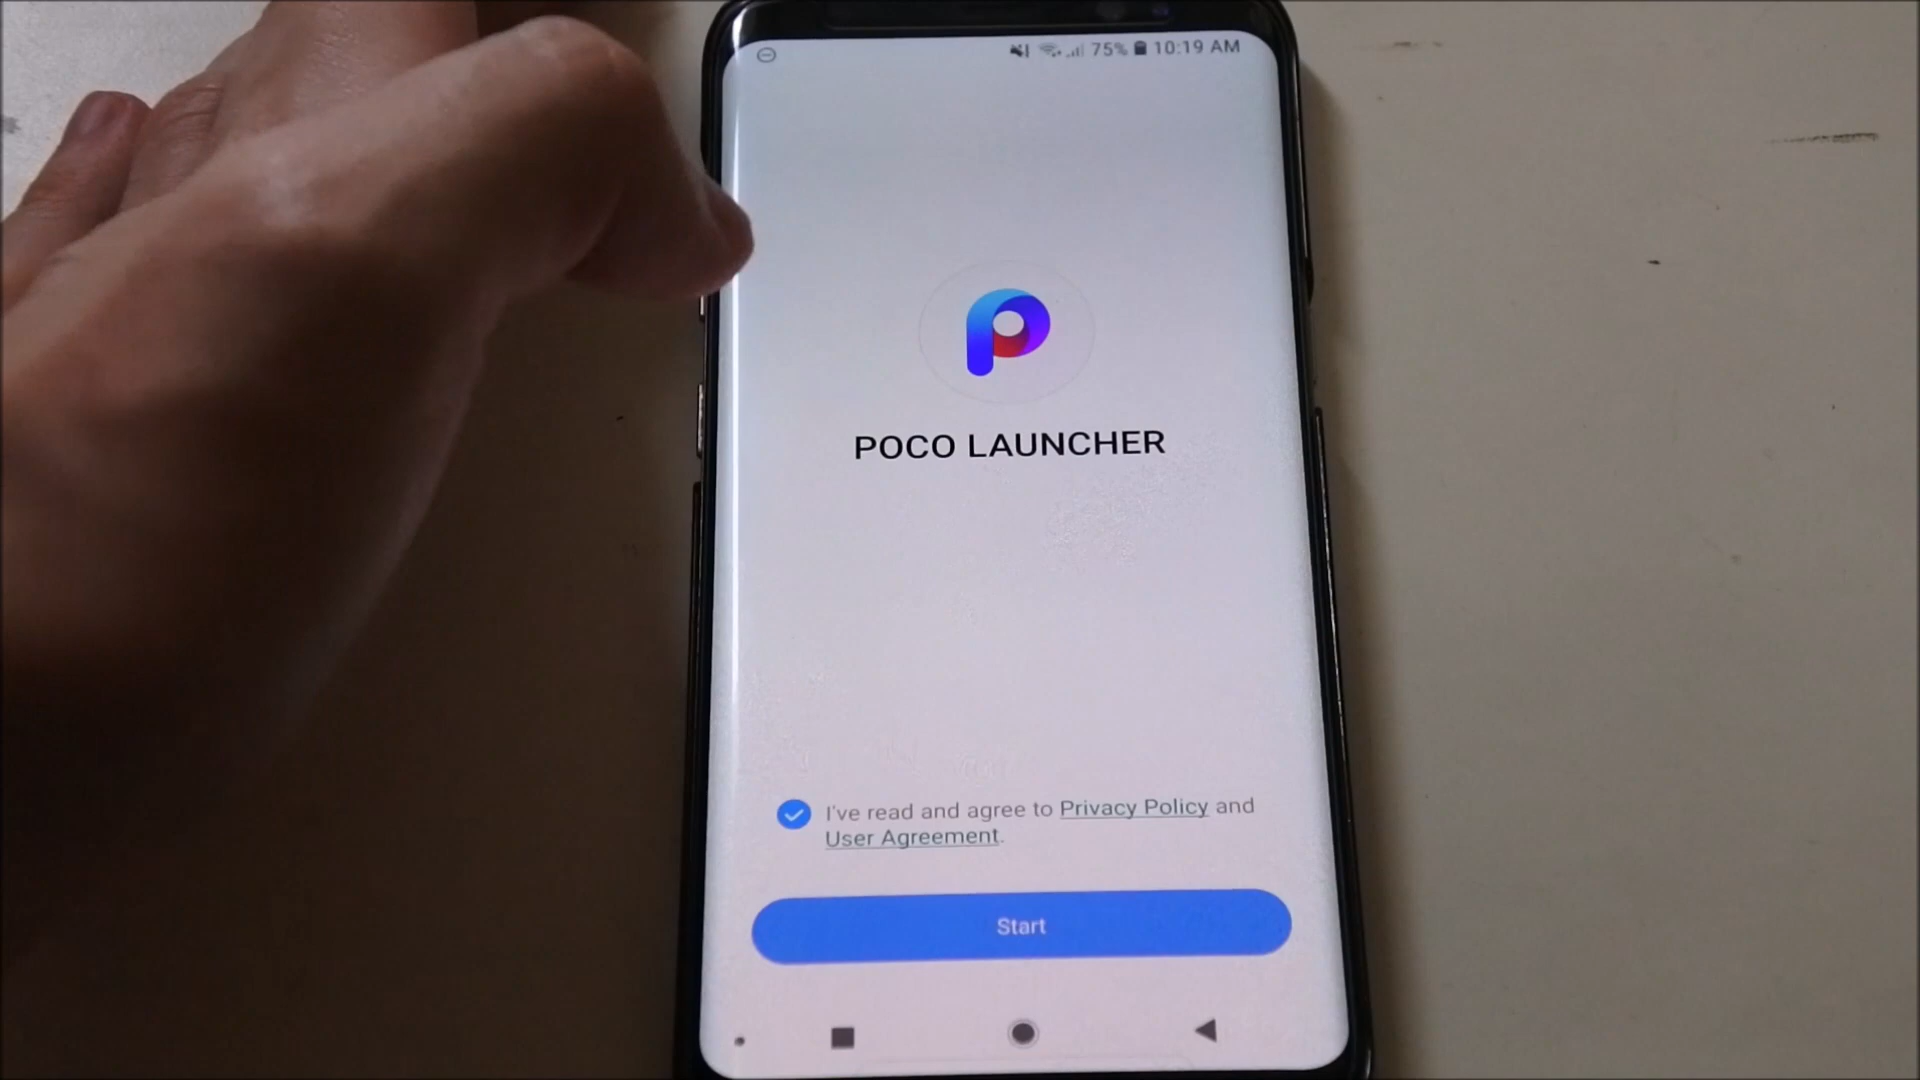 75% 10:19 AM
POCO LAUNCHER
I've read and agree to Privacy Policy and
User Agreement.
Start